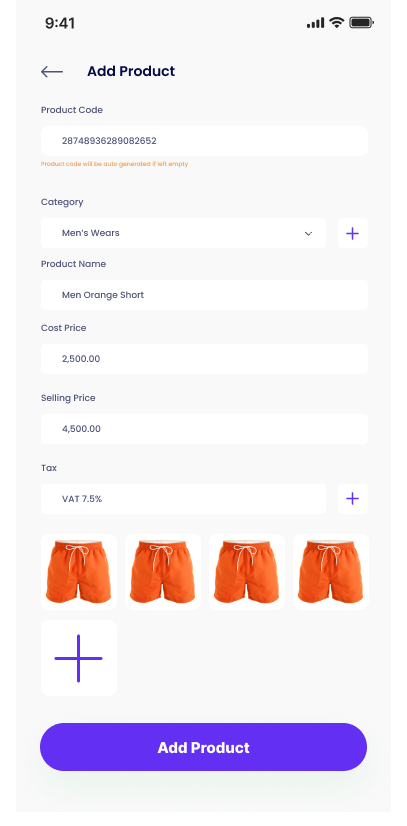 9:41
Add Product
Product Code
28748936289082652
Product code will be auto generated if left empty
Category
Men's Wears
Product Name
Men Orange Short
Cost Price
2,500.00
Selling Price
4,500.00
Tax
VAT 7.5%
Add Product